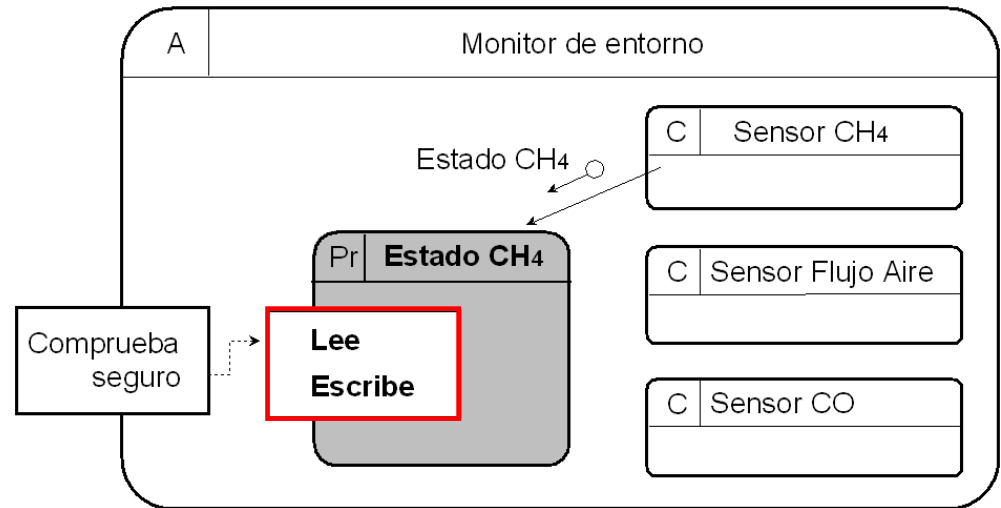 A
Monitor de entorno
C
Sensor CH4
Estado CH4
Pr
Estado CH4
C
Sensor Flujo Aire
Comprueba
seguro
Lee
Escribe
C
Sensor CO